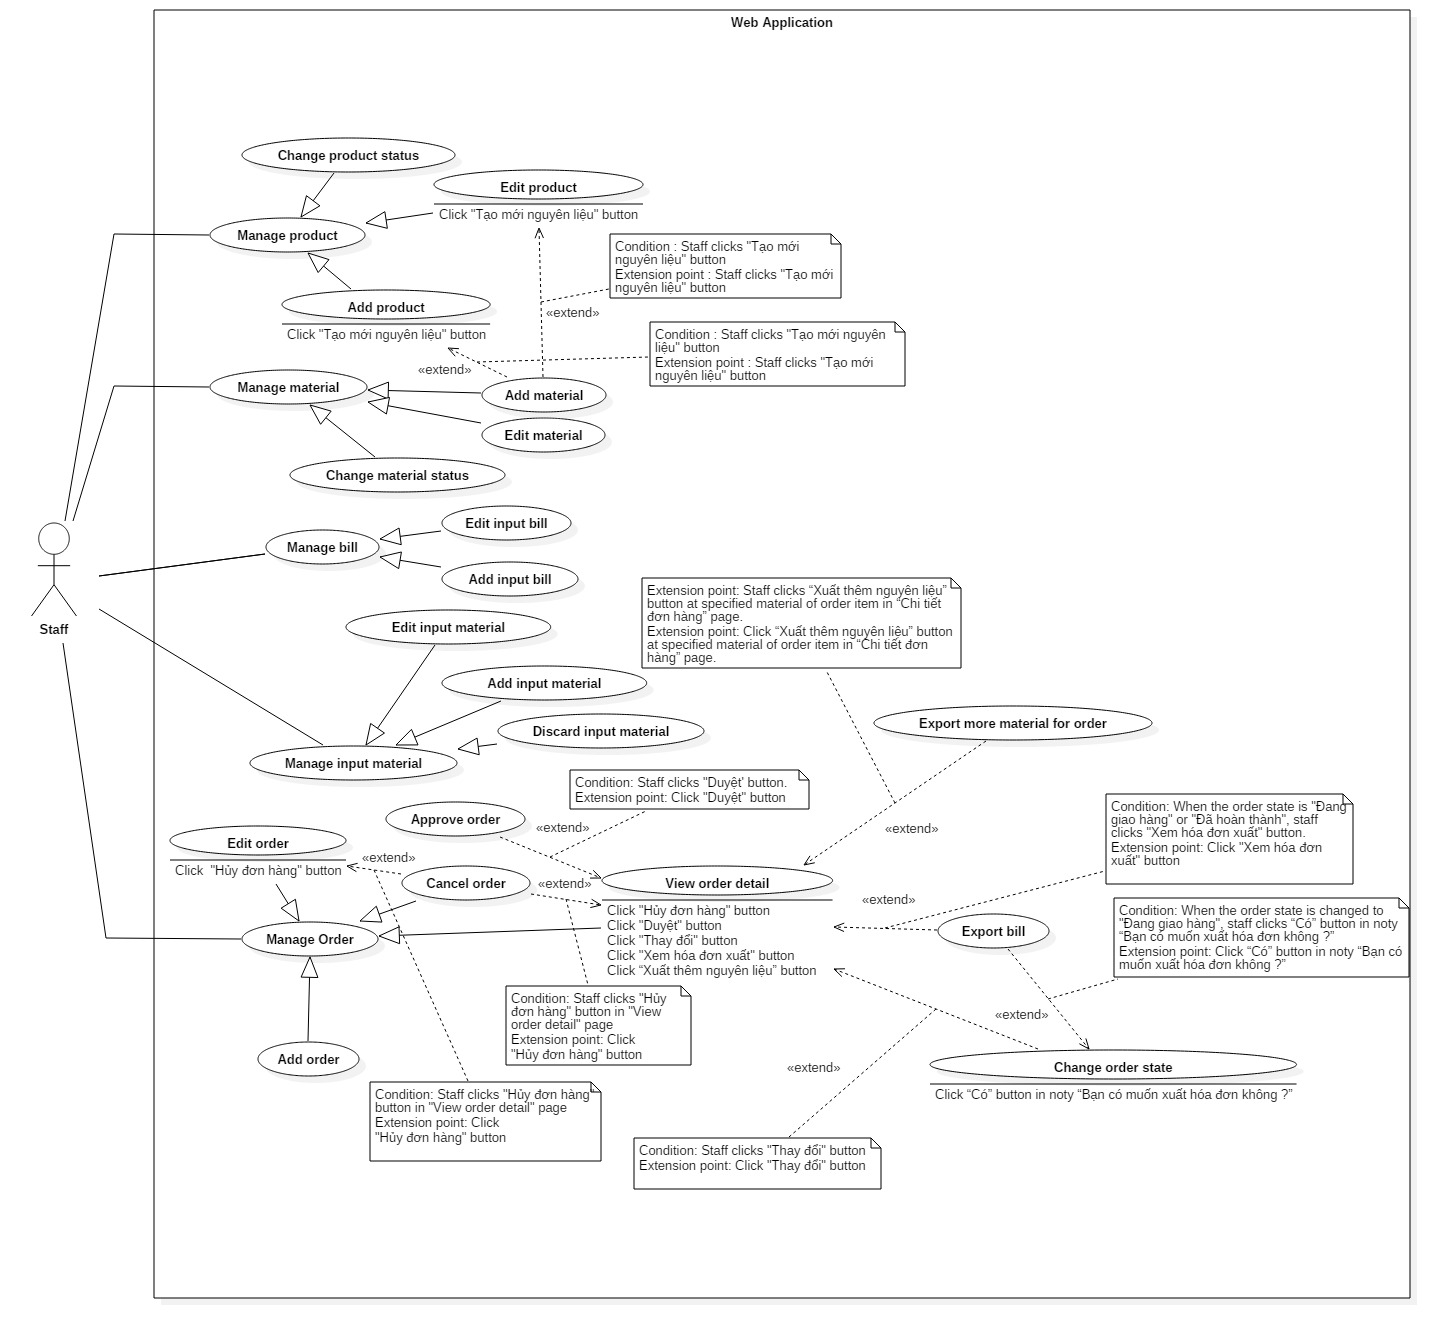 Web Application
Change product status
Edit product
Click "Tạo mới nguyên liệu" button
Manage product
Condition : Staff clicks "Tạo mới
nguyên liệu" button
Extension point : Staff clicks "Tạo mới
nguyên liệu" button
Add product
Click "Tạo mới nguyên liệu" button
«extend»
Condition : Staff clicks "Tạo mới nguyên
liệu" button
Extension point : Staff clicks "Tạo mới
nguyên liệu" button
«extend»
Manage material
Add material
Edit material
Change material status
Edit input bill
Manage bill
Add input bill
Staff
Extension point: Staff clicks “Xuất thêm nguyên liệu”
button at specified material of order item in “Chi tiết
đơn hàng” page.
Extension point: Click “Xuất thêm nguyên liệu” button
at specified material of order item in “Chi tiết đơn
hàng” page.
Edit input material
Add input material
Discard input material
Export more material for order
Manage input material
Condition: Staff clicks "Duyệt' button.
Extension point: Click "Duyệt" button
Approve order
«extend»
«extend»
Condition: When the order state is "Đang
giao hàng" or "Đã hoàn thành", staff
clicks "Xem hóa đơn xuất" button.
Extension point: Click "Xem hóa đơn
xuất" button
Edit order
Click  "Hủy đơn hàng" button
«extend»
Cancel order
«extend»
View order detail
Click "Hủy đơn hàng" button
Click "Duyệt" button
Click "Thay đổi" button
Click "Xem hóa đơn xuất" button
Click “Xuất thêm nguyên liệu” button
«extend»
Export bill
Condition: When the order state is changed to
"Đang giao hàng", staff clicks “Có” button in noty
“Bạn có muốn xuất hóa đơn không ?”
Extension point: Click “Có” button in noty “Bạn có
muốn xuất hóa đơn không ?”
Manage Order
Condition: Staff clicks "Hủy
đơn hàng" button in "View
order detail" page
Extension point: Click
"Hủy đơn hàng" button
«extend»
Add order
«extend»
Change order state
Click “Có” button in noty “Bạn có muốn xuất hóa đơn không ?”
Condition: Staff clicks "Hủy đơn hàng"
button in "View order detail" page
Extension point: Click
"Hủy đơn hàng" button
Condition: Staff clicks "Thay đổi" button
Extension point: Click "Thay đổi" button